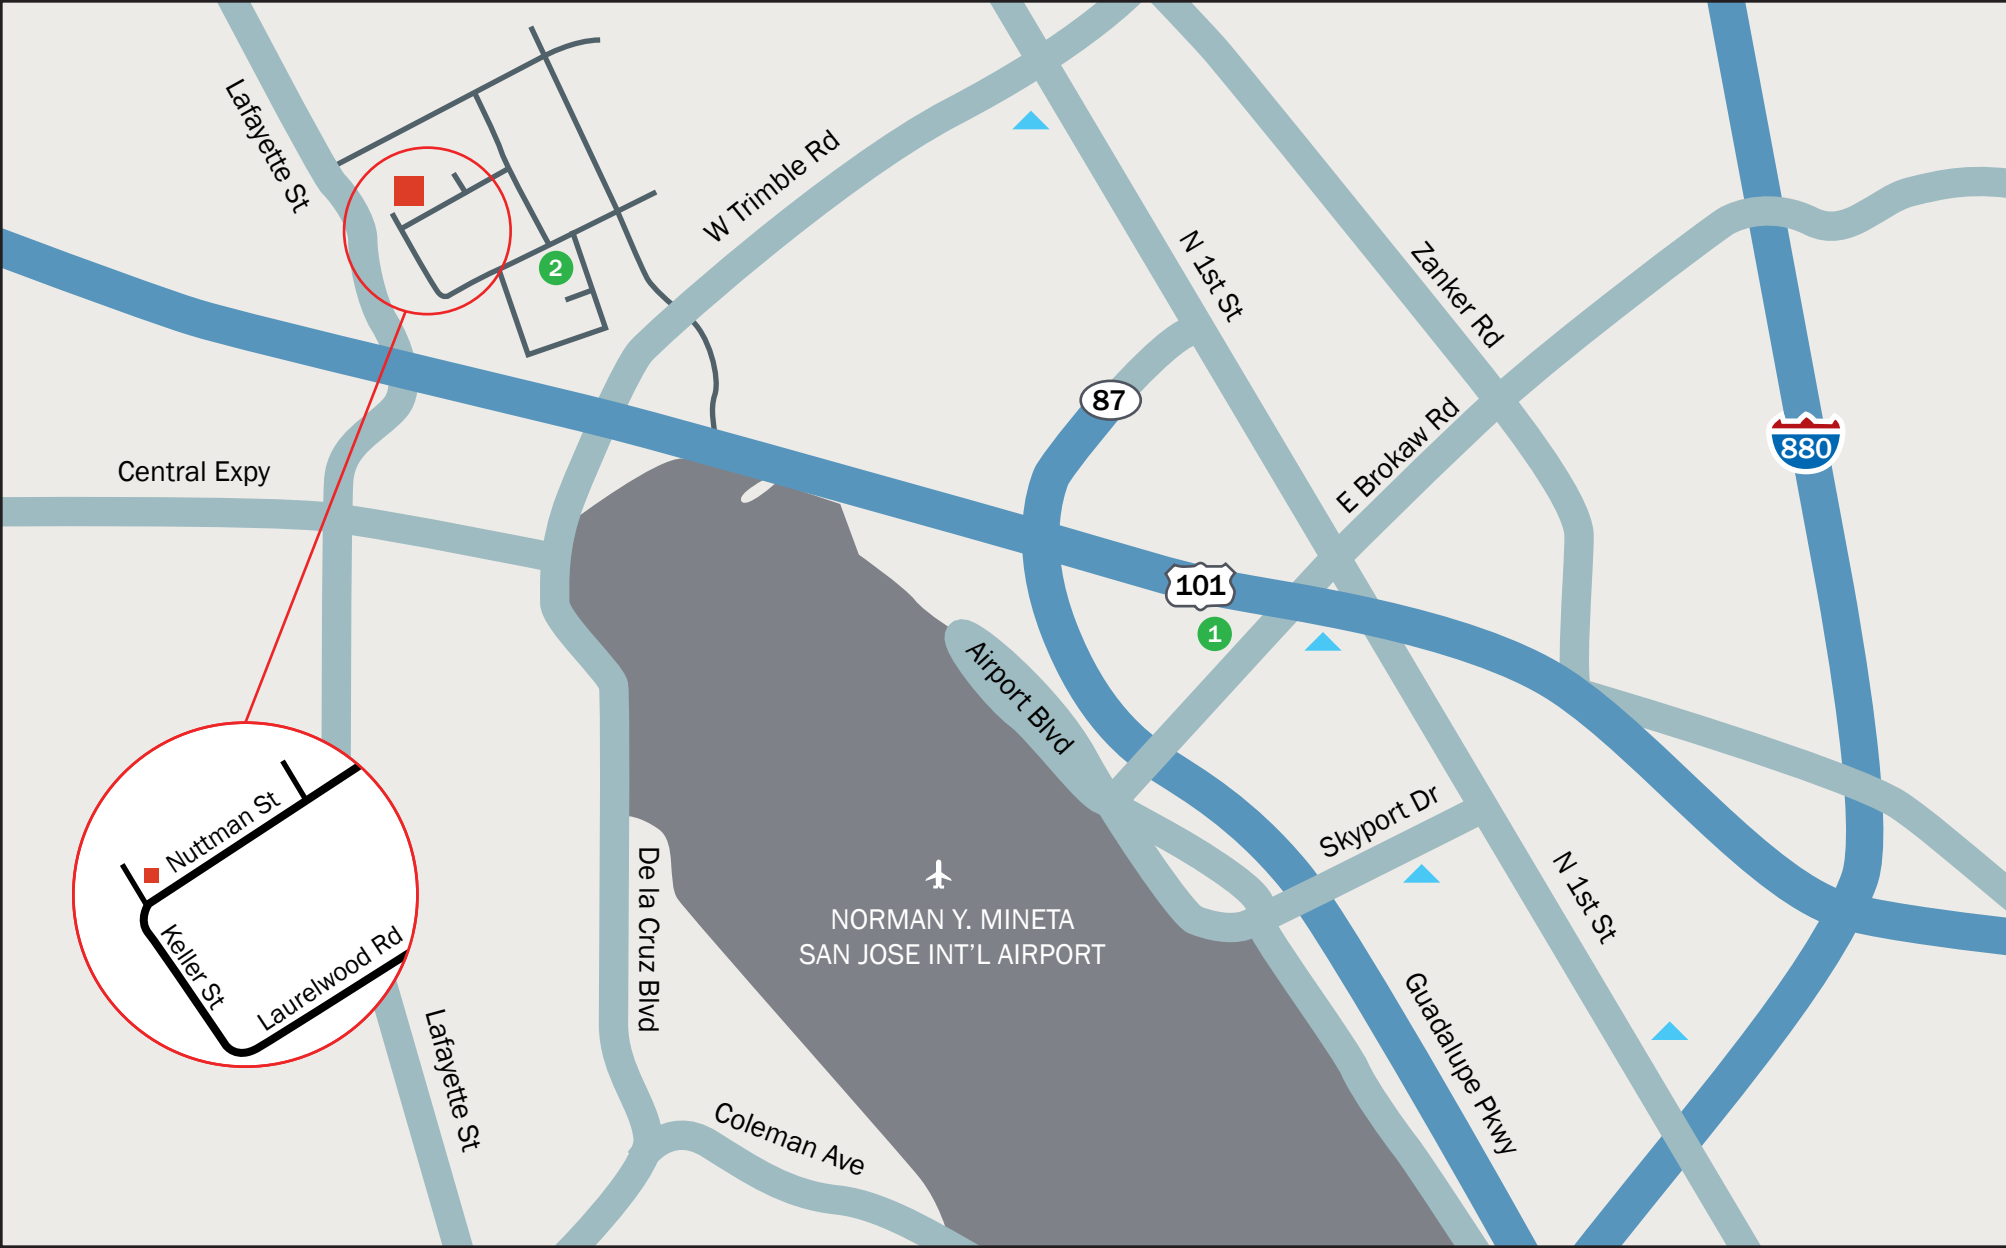 Lafayette St
W Trimble Rd
2
N 1st St
Zanker Rd
87
E Brokaw Rd
880
Central Expy
101
1
Airport Blvd
Skyport Dr
Nuttman St
Keller St
Laurelwood Rd
De la Cruz Blvd
NORMAN Y. MINETA
SAN JOSE INT'L AIRPORT
N 1st St
Guadalupe Pkwy
Lafayette St
Coleman Ave